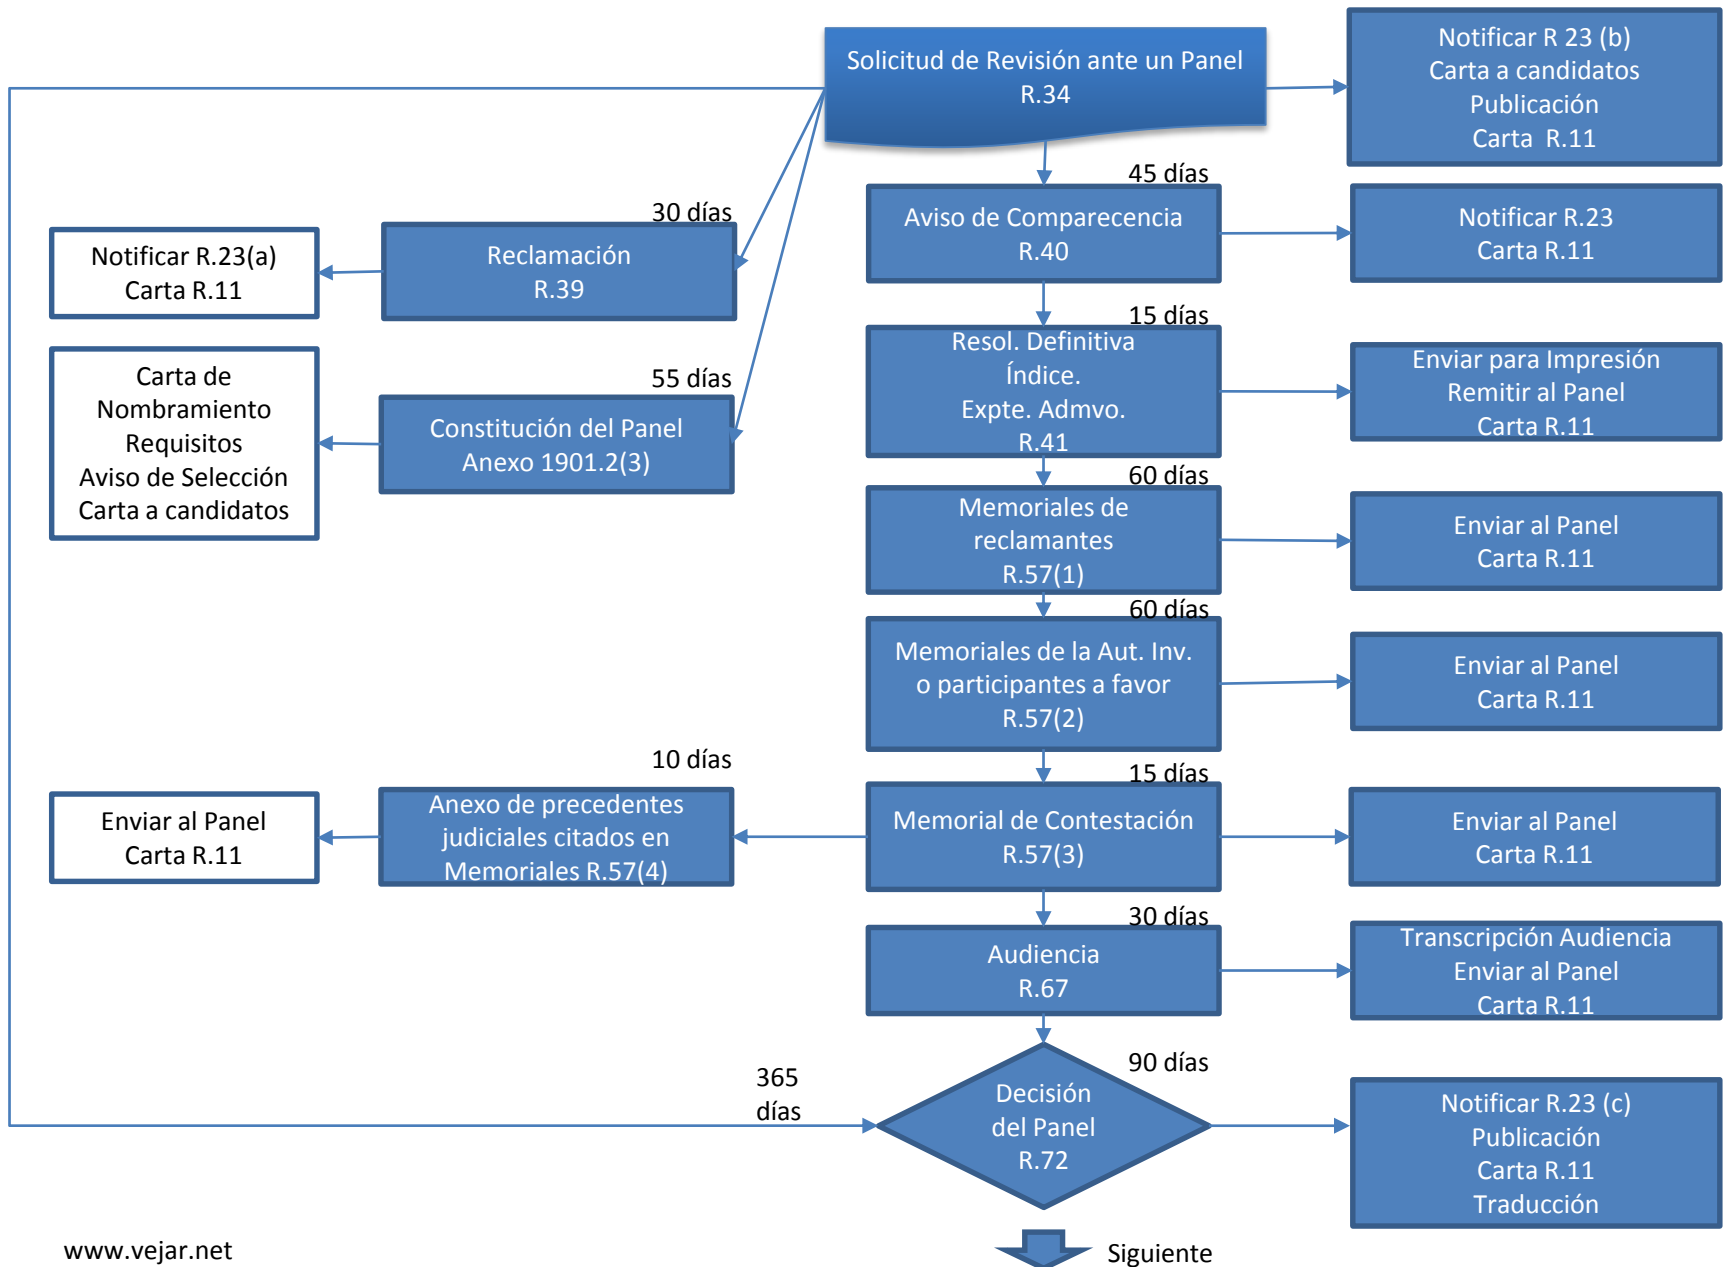 Solicitud de Revisión ante un Panel
R.34
Notificar R 23 (b)
Carta a candidatos
Publicación
Carta R.11
45 días
Aviso de Comparecencia
R.40
Notificar R.23
Carta R.11
30 días
Reclamación
R.39
Notificar R.23(a)
Carta R.11
15 días
Resol. Definitiva
Índice.
Expte. Admvo.
R.41
Enviar para Impresión
Remitir al Panel
Carta R.11
55 días
Constitución del Panel
Anexo 1901.2(3)
Carta de
Nombramiento
Requisitos
Aviso de Selección
Carta a candidatos
60 días
Memoriales de
reclamantes
R.57(1)
Enviar al Panel
Carta R.11
60 días
Memoriales de la Aut. Inv.
o participantes a favor
R.57(2)
Enviar al Panel
Carta R.11
15 días
Memorial de Contestación
R.57(3)
Enviar al Panel
Carta R.11
10 días
Anexo de precedentes
judiciales citados en
Memoriales R.57(4)
Enviar al Panel
Carta R.11
30 días
Audiencia
R.67
Transcripción Audiencia
Enviar al Panel
Carta R.11
365
días
90 días
Decisión
del Panel
R.72
Notificar R.23 (c)
Publicación
Carta R.11
Traducción
www.vejar.net
Siguiente